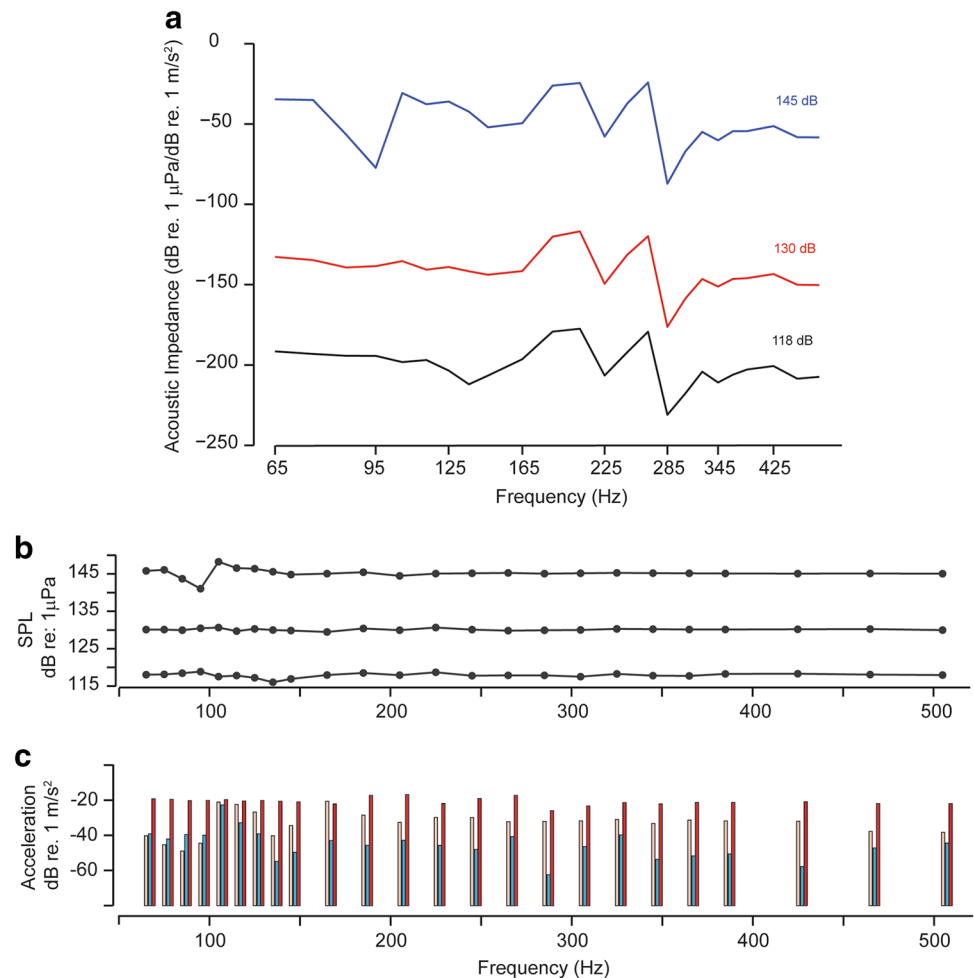 a
Acoustic Impedance (dB re. 1 μPa/dB re. 1 m/s²)
0
−50
−100
−150
−200
−250
145 dB
130 dB
118 dB
65 95 125 165 225 285 345 425
Frequency (Hz)
b
SPL
dB re: 1μPa
145
135
125
115
100 200 300 400 500
c
Acceleration
dB re. 1 m/s²
-20
-40
-60
100 200 300 400 500
Frequency (Hz)